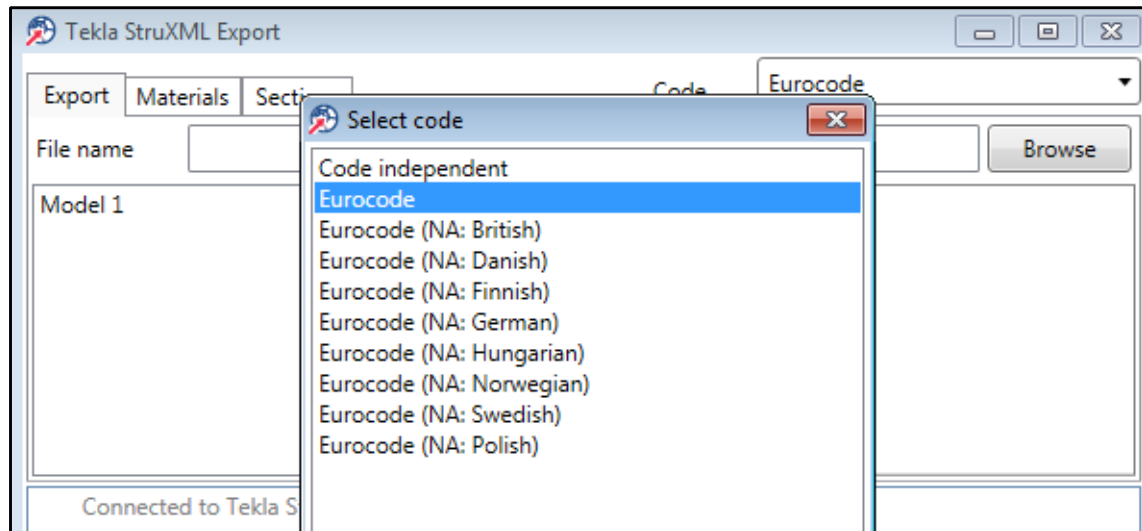 Tekla StruXML Export
Export Materials Code Eurocode
Select code
File name Browse
Code independent
Model 1
Eurocode
Eurocode (NA: British)
Eurocode (NA: Danish)
Eurocode (NA: Finnish)
Eurocode (NA: German)
Eurocode (NA: Hungarian)
Eurocode (NA: Norwegian)
Eurocode (NA: Swedish)
Eurocode (NA: Polish)
Connected to Tekla